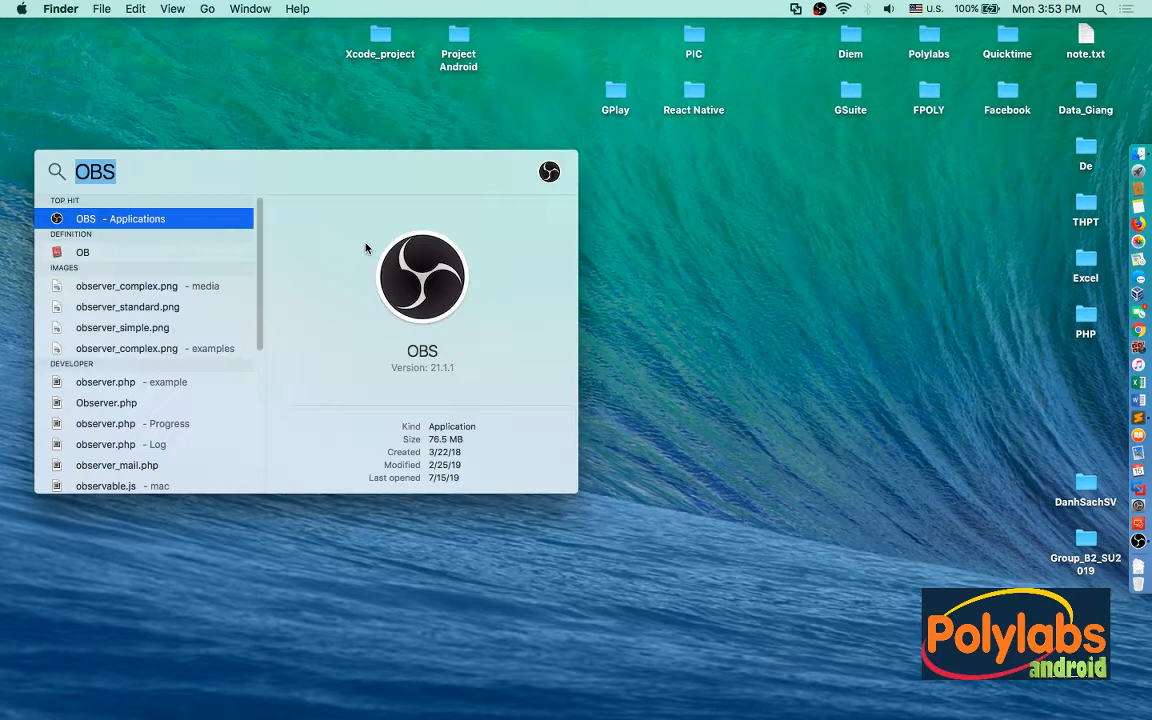 Finder File Edit View Go Window Help
U.S. 100% Mon 3:53 PM
Xcode_project
Project
Android
PIC
Diem
Polylabs
Quicktime
note.txt
GPlay
React Native
GSuite
FPOLY
Facebook
Data_Giang
De
THPT
Excel
PHP
DanhSachSV
Group_B2_SU2
019
OBS
TOP HIT
OBS - Applications
DEFINITION
OB
IMAGES
observer_complex.png - media
observer_standard.png
observer_simple.png
observer_complex.png - examples
DEVELOPER
observer.php - example
Observer.php
observer.php - Progress
observer.php - Log
observer_mail.php
observable.js - mac
OBS
Version: 21.1.1
Kind Application
Size 76.5 MB
Created 3/22/18
Modified 2/25/19
Last opened 7/15/19
Polylabs
android